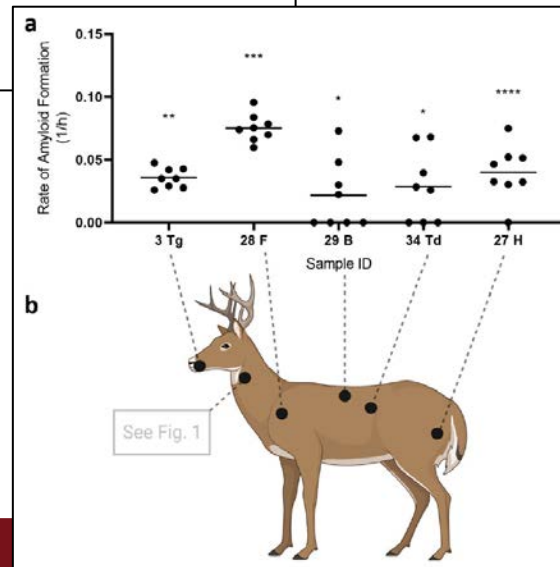 a
Rate of Amyloid Formation
(1/h)
0.15
0.10
0.05
0.00
**
***
*
*
****
3 Tg
28 F
29 B
34 Td
27 H
Sample ID
b
See Fig. 1